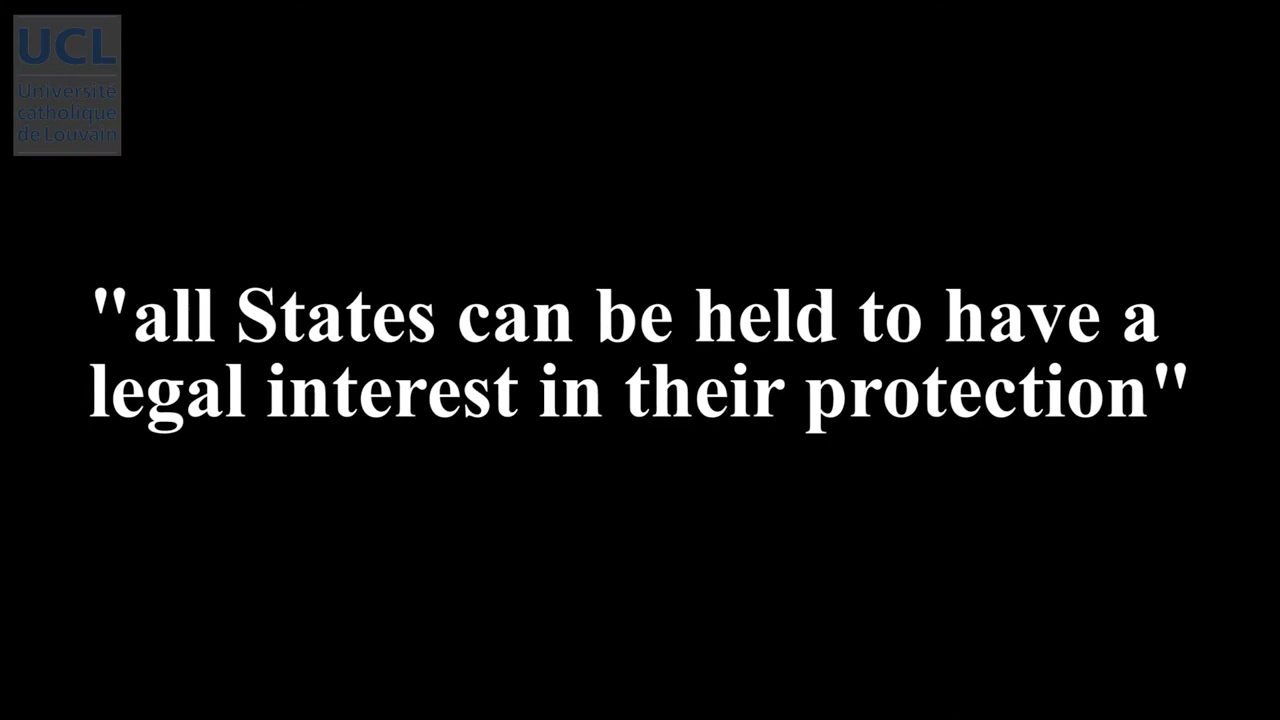 UCL
Université
catholique
de Louvain
"all States can be held to have a
legal interest in their protection"